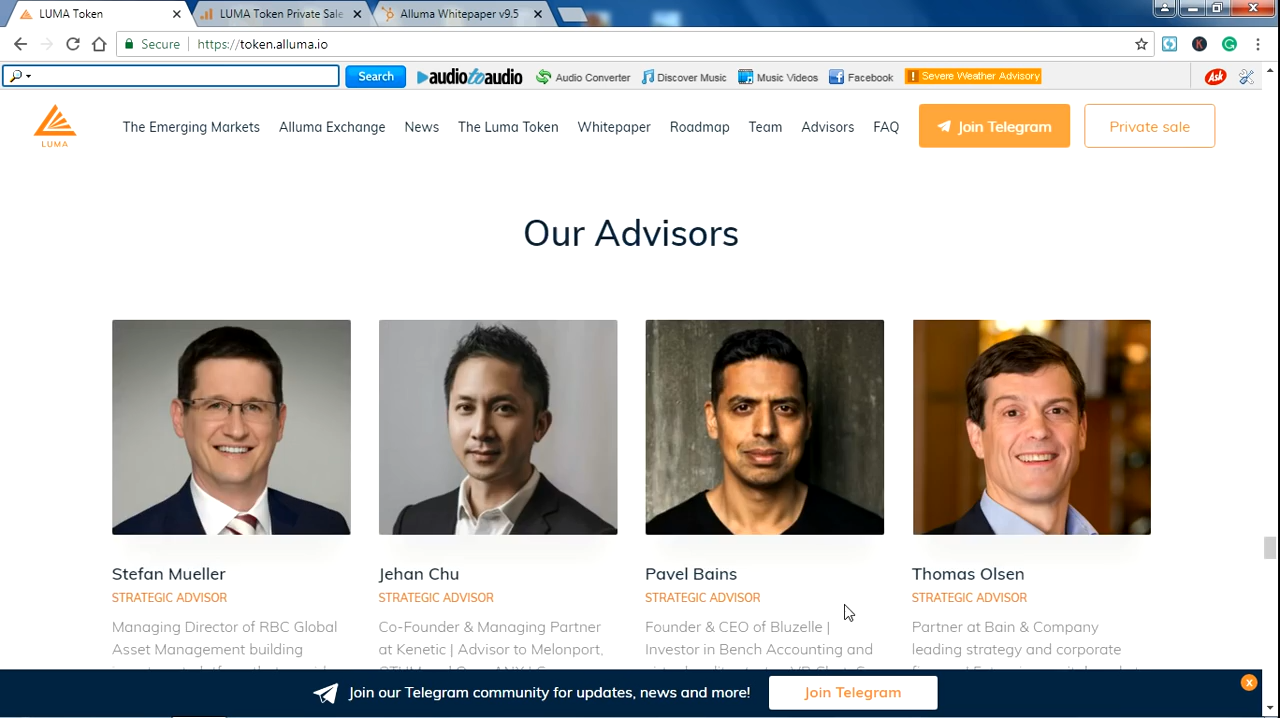 LUMA Token
LUMA Token Private Sale
Alluma Whitepaper v9.5
Secure
https://token.alluma.io
K
G
Search
audiotoaudio
Audio Converter
Discover Music
Music Videos
Facebook
Severe Weather Advisory
Ask
LUMA
The Emerging Markets
Alluma Exchange
News
The Luma Token
Whitepaper
Roadmap
Team
Advisors
FAQ
Join Telegram
Private sale
Our Advisors
Stefan Mueller
STRATEGIC ADVISOR
Managing Director of RBC Global
Asset Management building
Jehan Chu
STRATEGIC ADVISOR
Co-Founder & Managing Partner
at Kenetic | Advisor to Melonport,
Pavel Bains
STRATEGIC ADVISOR
Founder & CEO of Bluzelle |
Investor in Bench Accounting and
Thomas Olsen
STRATEGIC ADVISOR
Partner at Bain & Company
leading strategy and corporate
Join our Telegram community for updates, news and more!
Join Telegram
x